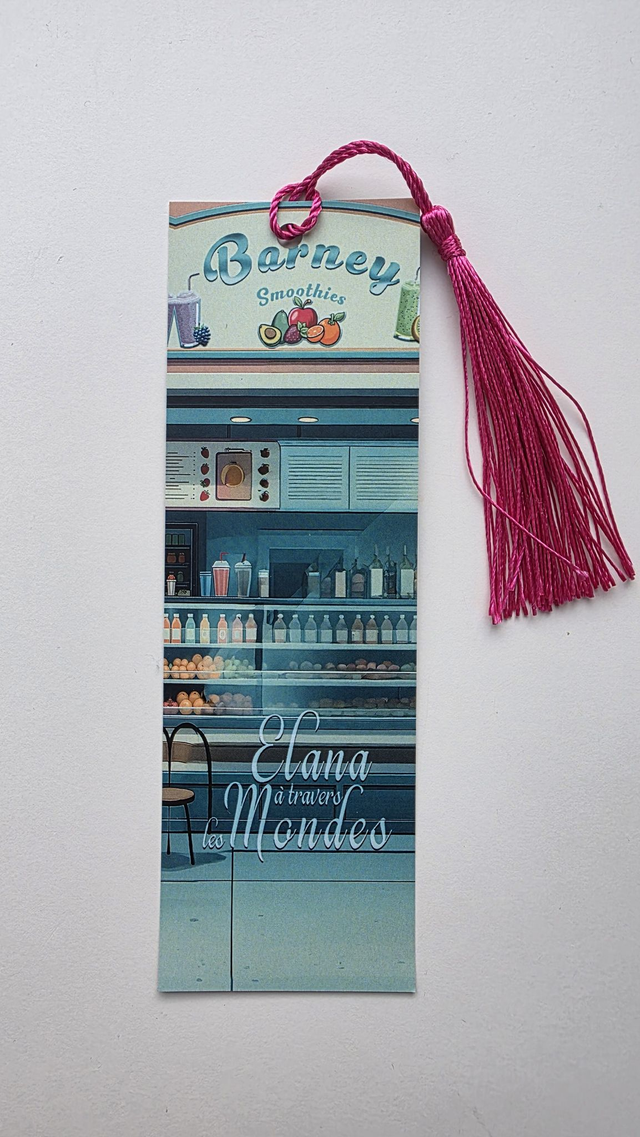 Barney
Smoothies
Elana
à travers
les Mondes